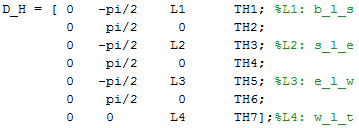 D_H = [ 0 -pi/2 L1 TH1; %L1: b_l_s
0 pi/2 0 TH2;
0 -pi/2 L2 TH3; %L2: s_l_e
0 pi/2 0 TH4;
0 -pi/2 L3 TH5; %L3: e_l_w
0 pi/2 0 TH6;
0 0 L4 TH7];%L4: w_l_t